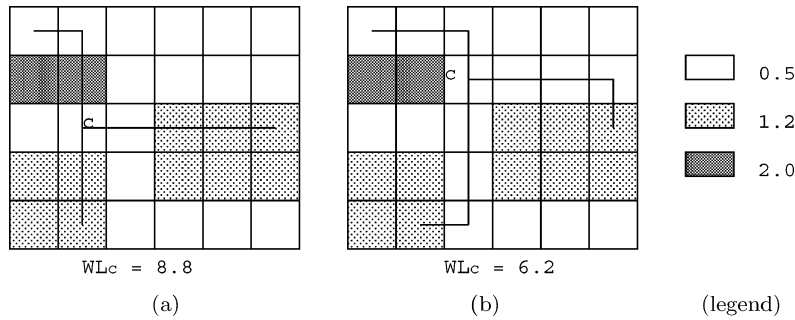 C
C
0.5
1.2
2.0
WLC = 8.8
WLC = 6.2
(a)
(b)
(legend)